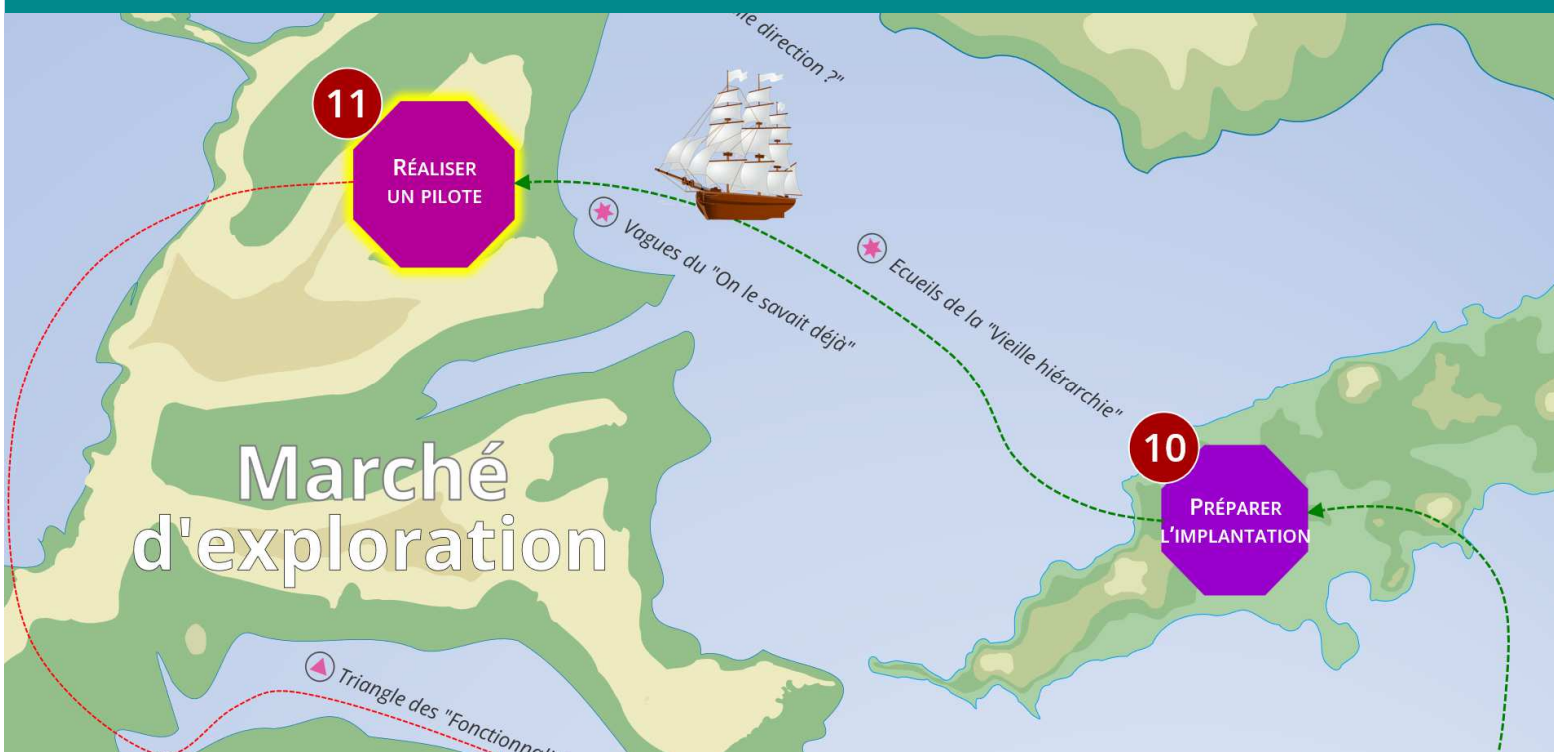 direction ?"
11
RÉALISER
UN PILOTE
Vagues du "On le savait déjà"
Ecueils de la "Vieille hiérarchie"
10
PRÉPARER
L'IMPLANTATION
Marché
d'exploration
Triangle des